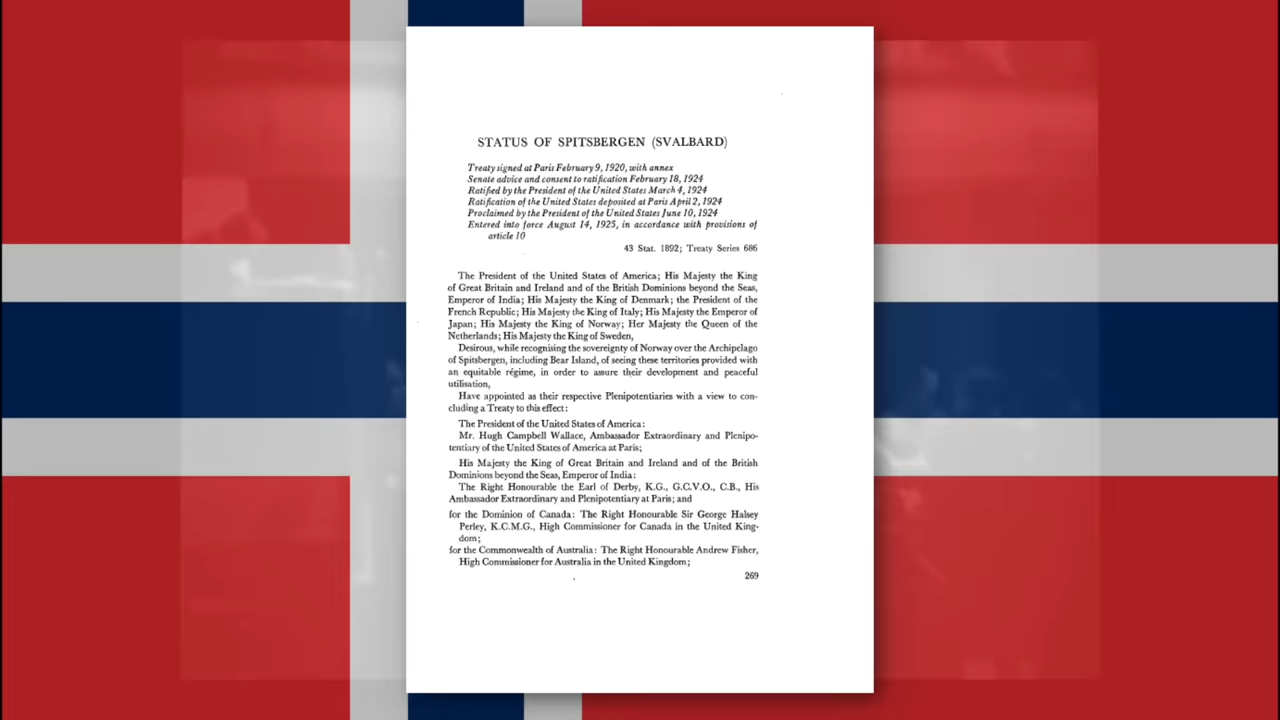 STATUS OF SPITSBERGEN (SVALBARD)
Treaty signed at Paris February 9, 1920, with annex
Senate advice and consent to ratification February 18, 1924
Ratified by the President of the United States March 4, 1924
Ratification of the United States deposited at Paris April 2, 1924
Proclaimed by the President of the United States June 10, 1924
Entered into force August 14, 1925, in accordance with provisions of
article 10
43 Stat. 1892; Treaty Series 686
The President of the United States of America; His Majesty the King
of Great Britain and Ireland and of the British Dominions beyond the Seas,
Emperor of India; His Majesty the King of Denmark; the President of the
French Republic; His Majesty the King of Italy; His Majesty the Emperor of
Japan; His Majesty the King of Norway; Her Majesty the Queen of the
Netherlands; His Majesty the King of Sweden,
Desirous, while recognising the sovereignty of Norway over the Archipelago
of Spitsbergen, including Bear Island, of seeing these territories provided with
an equitable régime, in order to assure their development and peaceful
utilisation,
Have appointed as their respective Plenipotentiaries with a view to con-
cluding a Treaty to this effect:
The President of the United States of America:
Mr. Hugh Campbell Wallace, Ambassador Extraordinary and Plenipo-
tentiary of the United States of America at Paris;
His Majesty the King of Great Britain and Ireland and of the British
Dominions beyond the Seas, Emperor of India:
The Right Honourable the Earl of Derby, K.G., G.C.V.O., C.B., His
Ambassador Extraordinary and Plenipotentiary at Paris; and
for the Dominion of Canada: The Right Honourable Sir George Halsey
Perley, K.C.M.G., High Commissioner for Canada in the United King-
dom;
for the Commonwealth of Australia: The Right Honourable Andrew Fisher,
High Commissioner for Australia in the United Kingdom;
269